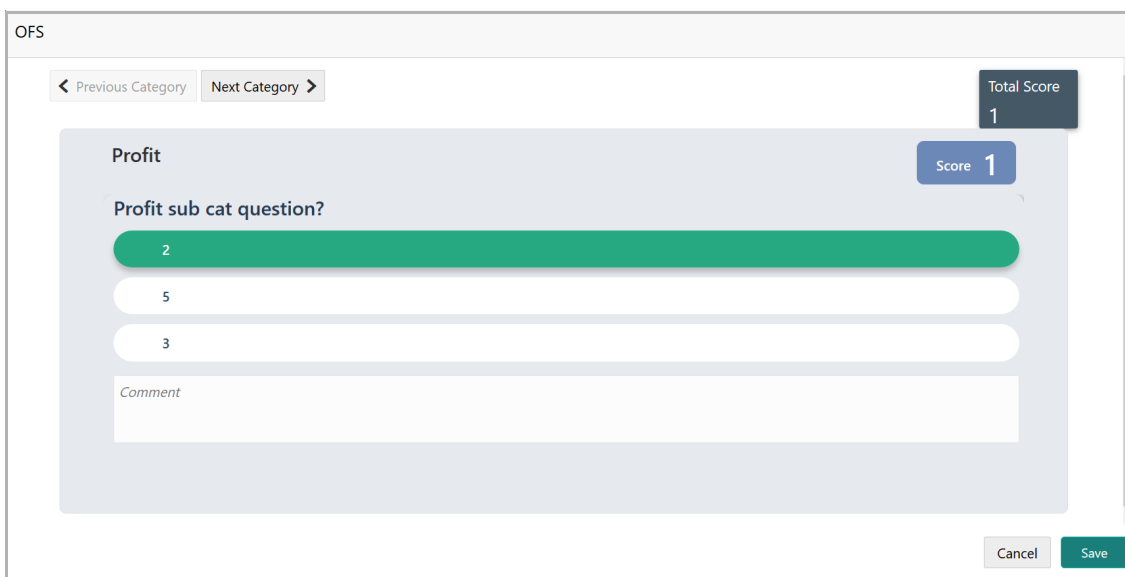 OFS
Previous Category
Next Category
Total Score
1
Profit
Score 1
Profit sub cat question?
2
5
3
Comment
Cancel
Save